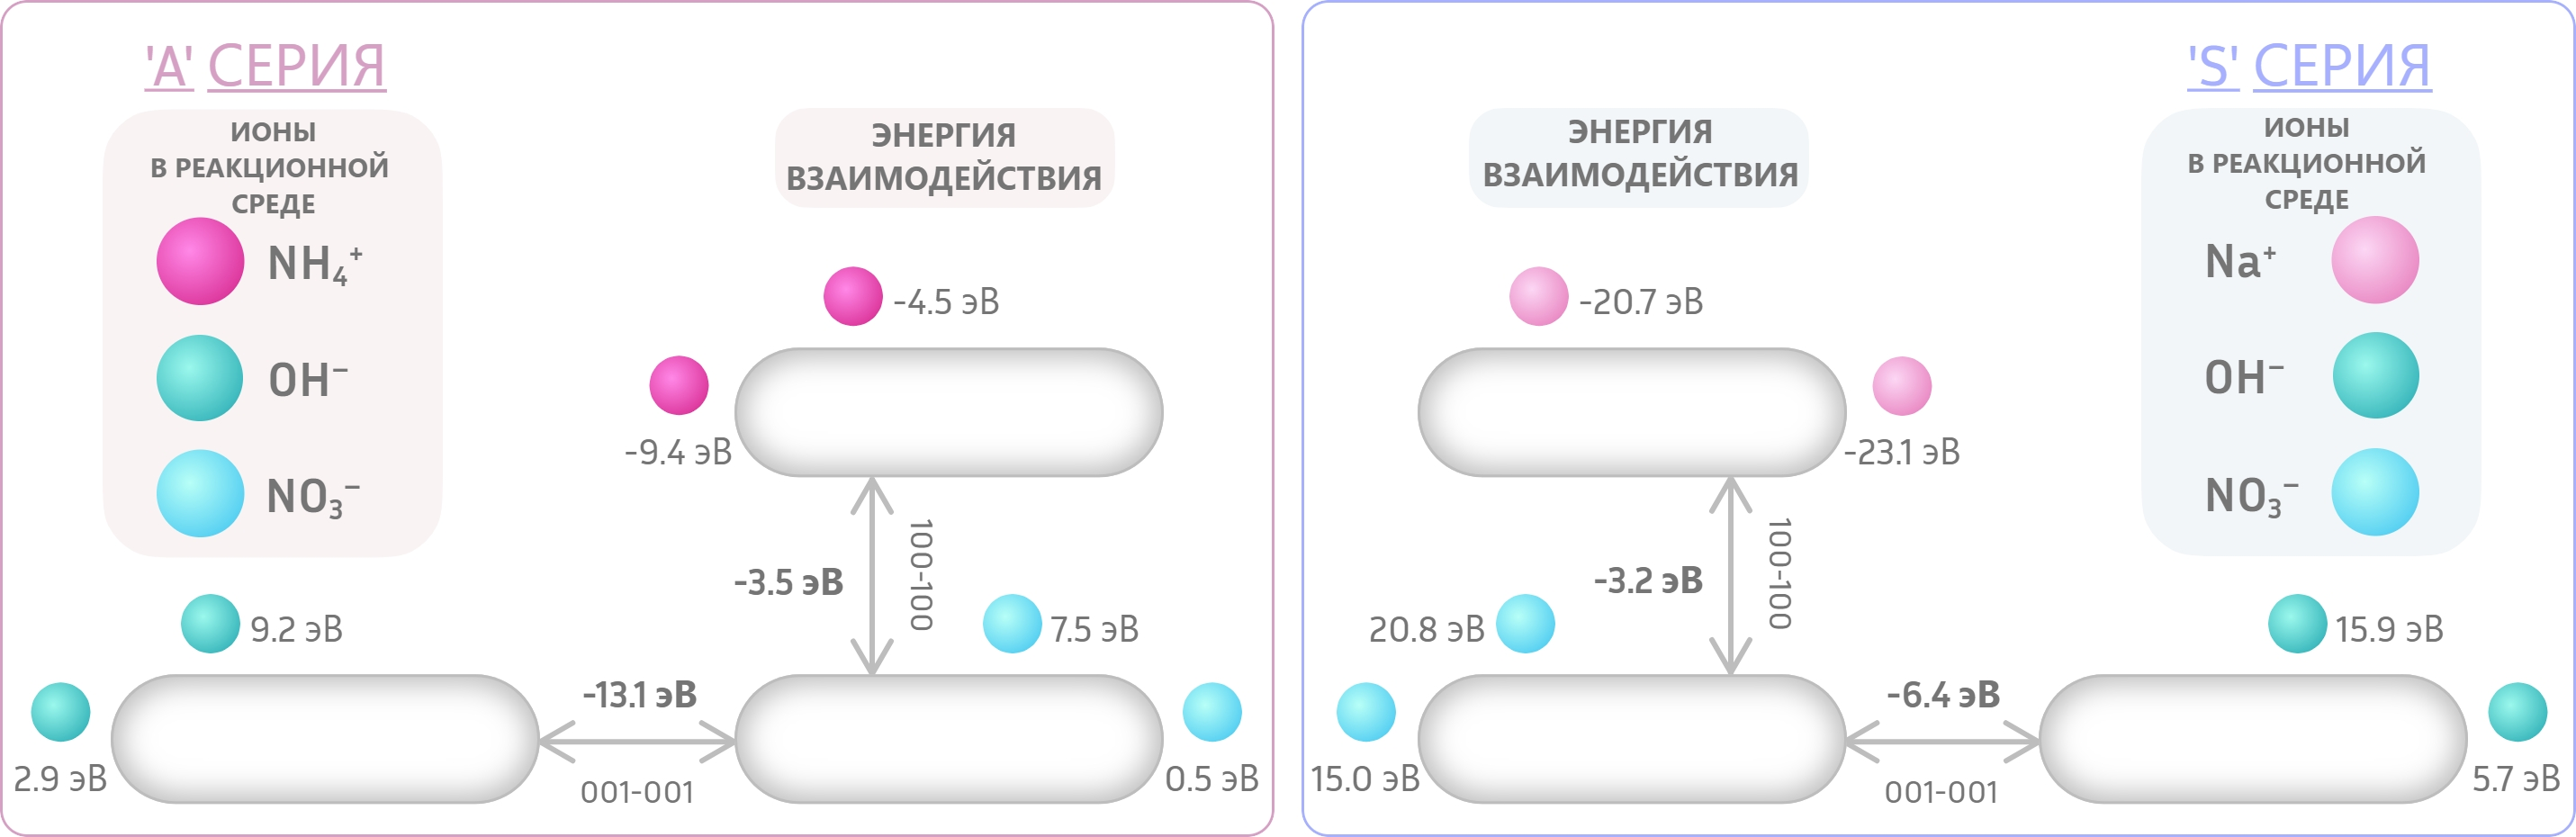 'A' СЕРИЯ
ИОНЫ
В РЕАКЦИОННОЙ
СРЕДЕ
NH₄⁺
OH⁻
NO₃⁻
ЭНЕРГИЯ
ВЗАИМОДЕЙСТВИЯ
-4.5 эВ
-9.4 эВ
-3.5 эВ
100-100
9.2 эВ
7.5 эВ
-13.1 эВ
2.9 эВ
001-001
0.5 эВ
'S' СЕРИЯ
ЭНЕРГИЯ
ВЗАИМОДЕЙСТВИЯ
ИОНЫ
В РЕАКЦИОННОЙ
СРЕДЕ
Na⁺
OH⁻
NO₃⁻
-20.7 эВ
-23.1 эВ
-3.2 эВ
100-100
20.8 эВ
15.9 эВ
-6.4 эВ
15.0 эВ
001-001
5.7 эВ